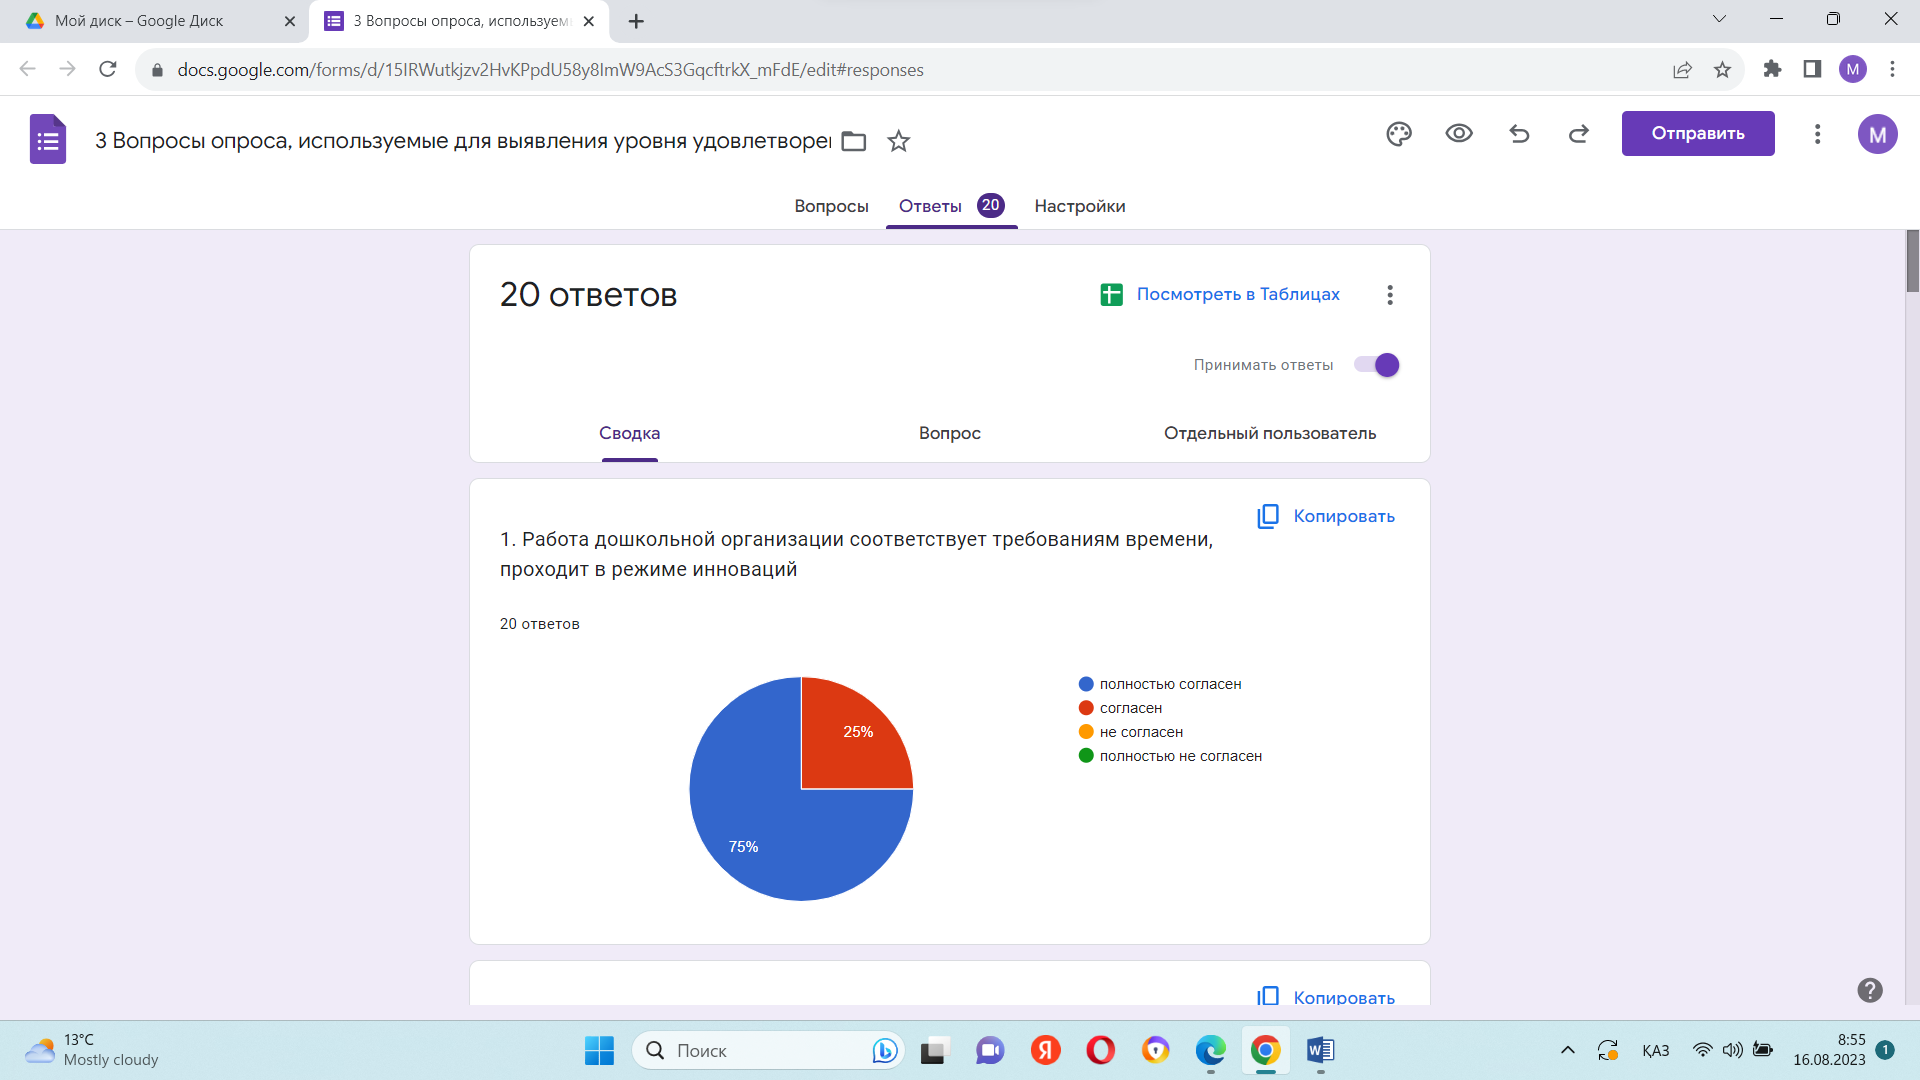 Мой диск – Google Диск
3 Вопросы опроса, используем
docs.google.com/forms/d/15IRWutkjzv2HvKPpdU58y8ImW9AcS3GqcftrkX_mFdE/edit#responses
M
3 Вопросы опроса, используемые для выявления уровня удовлетворен
Отправить
M
Вопросы
Ответы 20
Настройки
20 ответов
Посмотреть в Таблицах
Принимать ответы
Сводка
Вопрос
Отдельный пользователь
Копировать
1. Работа дошкольной организации соответствует требованиям времени,
проходит в режиме инноваций
20 ответов
полностью согласен
согласен
не согласен
полностью не согласен
25%
75%
Копировать
13°C
Mostly cloudy
Поиск
ҚАЗ
8:55
16.08.2023
1